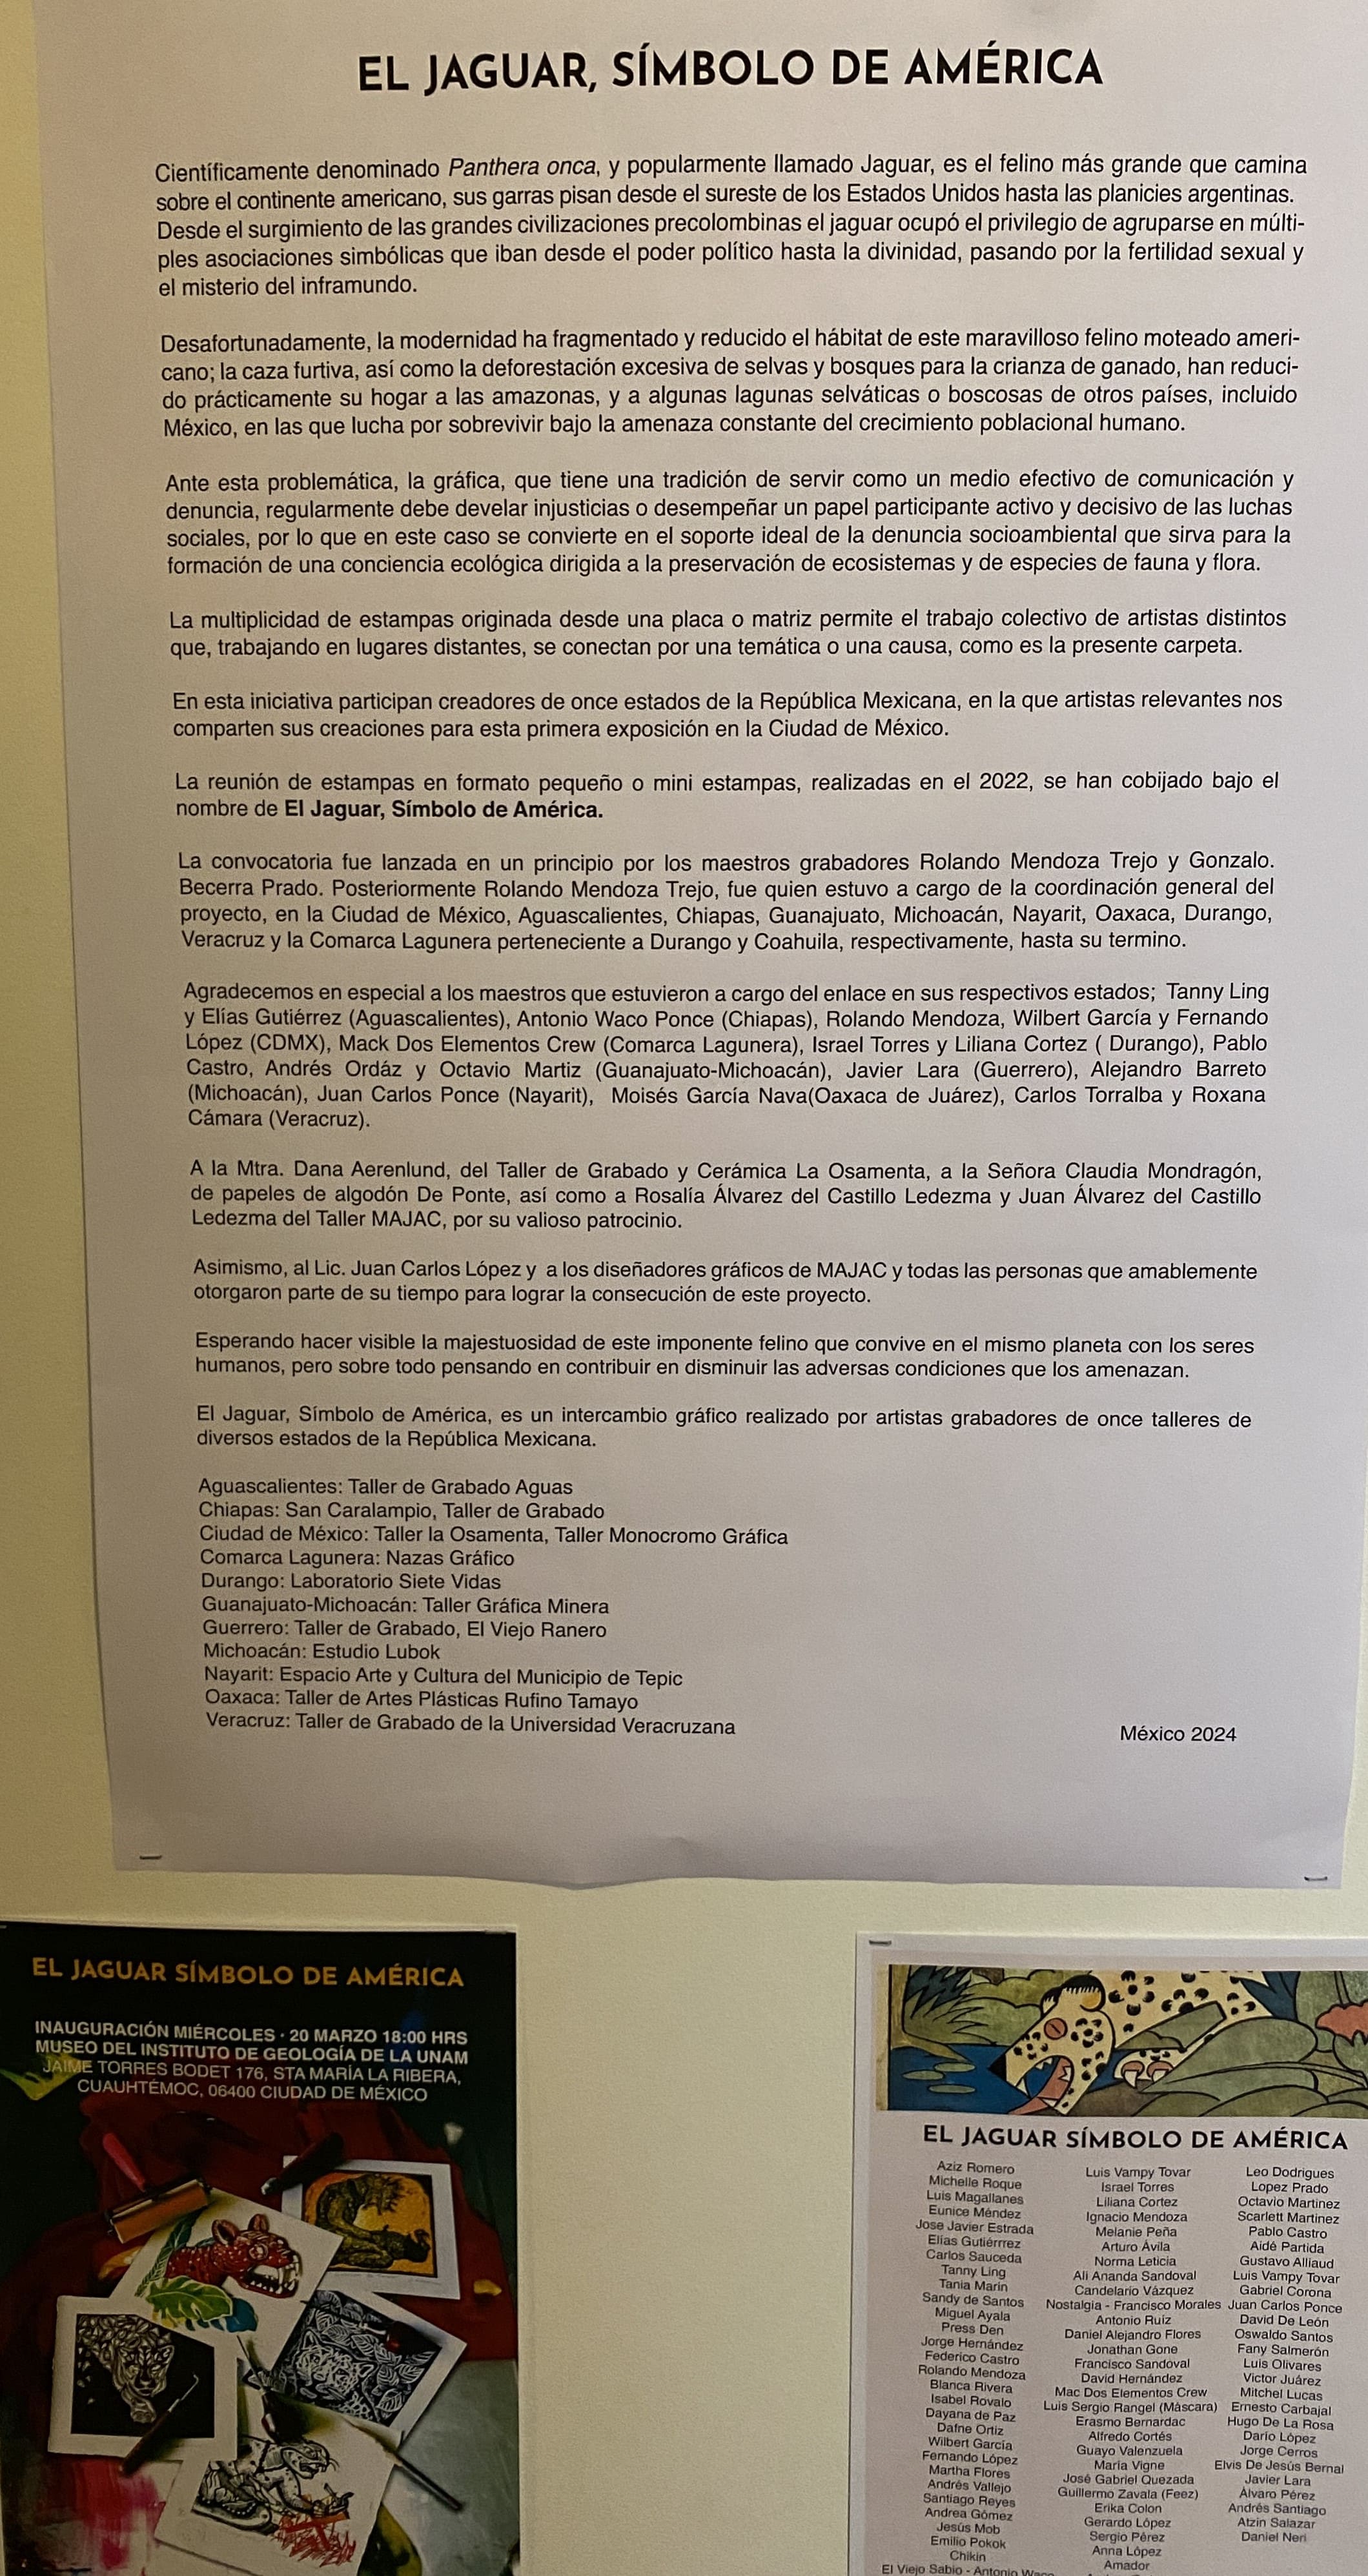 EL JAGUAR, SÍMBOLO DE AMÉRICA
Científicamente denominado Panthera onca, y popularmente llamado Jaguar, es el felino más grande que camina
sobre el continente americano, sus garras pisan desde el sureste de los Estados Unidos hasta las planicies argentinas.
Desde el surgimiento de las grandes civilizaciones precolombinas el jaguar ocupó el privilegio de agruparse en múlti-
ples asociaciones simbólicas que iban desde el poder político hasta la divinidad, pasando por la fertilidad sexual y
el misterio del inframundo.
Desafortunadamente, la modernidad ha fragmentado y reducido el hábitat de este maravilloso felino moteado ameri-
cano; la caza furtiva, así como la deforestación excesiva de selvas y bosques para la crianza de ganado, han reduci-
do prácticamente su hogar a las amazonas, y a algunas lagunas selváticas o boscosas de otros países, incluido
México, en las que lucha por sobrevivir bajo la amenaza constante del crecimiento poblacional humano.
Ante esta problemática, la gráfica, que tiene una tradición de servir como un medio efectivo de comunicación y
denuncia, regularmente debe develar injusticias o desempeñar un papel participante activo y decisivo de las luchas
sociales, por lo que en este caso se convierte en el soporte ideal de la denuncia socioambiental que sirva para la
formación de una conciencia ecológica dirigida a la preservación de ecosistemas y de especies de fauna y flora.
La multiplicidad de estampas originada desde una placa o matriz permite el trabajo colectivo de artistas distintos
que, trabajando en lugares distantes, se conectan por una temática o una causa, como es la presente carpeta.
En esta iniciativa participan creadores de once estados de la República Mexicana, en la que artistas relevantes nos
comparten sus creaciones para esta primera exposición en la Ciudad de México.
La reunión de estampas en formato pequeño o mini estampas, realizadas en el 2022, se han cobijado bajo el
nombre de El Jaguar, Símbolo de América.
La convocatoria fue lanzada en un principio por los maestros grabadores Rolando Mendoza Trejo y Gonzalo.
Becerra Prado. Posteriormente Rolando Mendoza Trejo, fue quien estuvo a cargo de la coordinación general del
proyecto, en la Ciudad de México, Aguascalientes, Chiapas, Guanajuato, Michoacán, Nayarit, Oaxaca, Durango,
Veracruz y la Comarca Lagunera perteneciente a Durango y Coahuila, respectivamente, hasta su termino.
Agradecemos en especial a los maestros que estuvieron a cargo del enlace en sus respectivos estados; Tanny Ling
y Elías Gutiérrez (Aguascalientes), Antonio Waco Ponce (Chiapas), Rolando Mendoza, Wilbert García y Fernando
López (CDMX), Mack Dos Elementos Crew (Comarca Lagunera), Israel Torres y Liliana Cortez ( Durango), Pablo
Castro, Andrés Ordáz y Octavio Martiz (Guanajuato-Michoacán), Javier Lara (Guerrero), Alejandro Barreto
(Michoacán), Juan Carlos Ponce (Nayarit), Moisés García Nava(Oaxaca de Juárez), Carlos Torralba y Roxana
Cámara (Veracruz).
A la Mtra. Dana Aerenlund, del Taller de Grabado y Cerámica La Osamenta, a la Señora Claudia Mondragón,
de papeles de algodón De Ponte, así como a Rosalía Álvarez del Castillo Ledezma y Juan Álvarez del Castillo
Ledezma del Taller MAJAC, por su valioso patrocinio.
Asimismo, al Lic. Juan Carlos López y a los diseñadores gráficos de MAJAC y todas las personas que amablemente
otorgaron parte de su tiempo para lograr la consecución de este proyecto.
Esperando hacer visible la majestuosidad de este imponente felino que convive en el mismo planeta con los seres
humanos, pero sobre todo pensando en contribuir en disminuir las adversas condiciones que los amenazan.
El Jaguar, Símbolo de América, es un intercambio gráfico realizado por artistas grabadores de once talleres de
diversos estados de la República Mexicana.
Aguascalientes: Taller de Grabado Aguas
Chiapas: San Caralampio, Taller de Grabado
Ciudad de México: Taller la Osamenta, Taller Monocromo Gráfica
Comarca Lagunera: Nazas Gráfico
Durango: Laboratorio Siete Vidas
Guanajuato-Michoacán: Taller Gráfica Minera
Guerrero: Taller de Grabado, El Viejo Ranero
Michoacán: Estudio Lubok
Nayarit: Espacio Arte y Cultura del Municipio de Tepic
Oaxaca: Taller de Artes Plásticas Rufino Tamayo
Veracruz: Taller de Grabado de la Universidad Veracruzana
México 2024
EL JAGUAR SÍMBOLO DE AMÉRICA
INAUGURACIÓN MIÉRCOLES · 20 MARZO 18:00 HRS
MUSEO DEL INSTITUTO DE GEOLOGÍA DE LA UNAM
JAIME TORRES BODET 176, STA MARÍA LA RIBERA,
CUAUHTÉMOC, 06400 CIUDAD DE MÉXICO
EL JAGUAR SÍMBOLO DE AMÉRICA
Aziz Romero
Michelle Roque
Luis Magallanes
Eunice Méndez
Jose Javier Estrada
Elías Gutiérrrez
Carlos Sauceda
Tanny Ling
Tania Marin
Sandy de Santos
Miguel Ayala
Press Den
Jorge Hernández
Federico Castro
Rolando Mendoza
Blanca Rivera
Isabel Rovalo
Dayana de Paz
Dafne Ortiz
Wilbert García
Fernando López
Martha Flores
Andrés Vallejo
Santiago Reyes
Andrea Gómez
Jesús Mob
Emilio Pokok
Chikin
El Viejo Sabio - Antonio Waco
Luis Vampy Tovar
Israel Torres
Liliana Cortez
Ignacio Mendoza
Melanie Peña
Arturo Ávila
Norma Leticia
Ali Ananda Sandoval
Candelario Vázquez
Nostalgia - Francisco Morales
Antonio Ruiz
Daniel Alejandro Flores
Jonathan Gone
Francisco Sandoval
David Hernández
Mac Dos Elementos Crew
Luis Sergio Rangel (Máscara)
Erasmo Bernardac
Alfredo Cortés
Guayo Valenzuela
María Vigne
José Gabriel Quezada
Guillermo Zavala (Feez)
Erika Colon
Gerardo López
Sergio Pérez
Anna López
Amador
Leo Dodrigues
Lopez Prado
Octavio Martinez
Scarlett Martinez
Pablo Castro
Aidé Partida
Gustavo Alliaud
Luis Vampy Tovar
Gabriel Corona
Juan Carlos Ponce
David De León
Oswaldo Santos
Fany Salmerón
Luis Olivares
Victor Juárez
Mitchel Lucas
Ernesto Carbajal
Hugo De La Rosa
Darío López
Jorge Cerros
Elvis De Jesús Bernal
Javier Lara
Álvaro Pérez
Andrés Santiago
Atzin Salazar
Daniel Neri